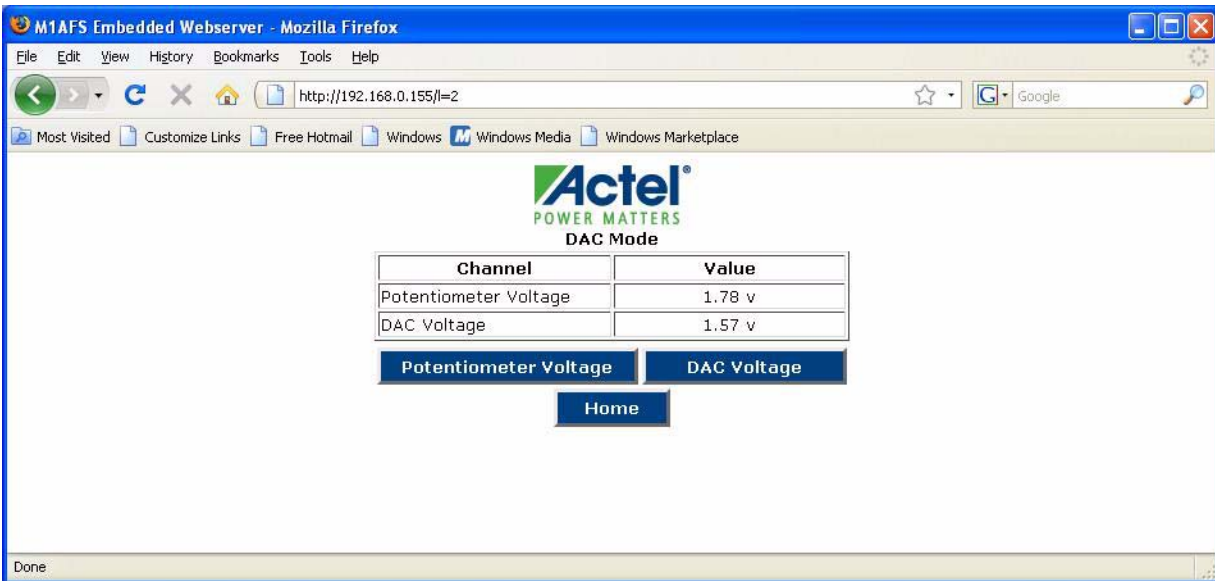 M1AFS Embedded Webserver - Mozilla Firefox
File Edit View History Bookmarks Tools Help
http://192.168.0.155/l=2
G Google
Most Visited Customize Links Free Hotmail Windows Windows Media Windows Marketplace
Actel®
POWER MATTERS
DAC Mode
Channel Value
Potentiometer Voltage 1.78 v
DAC Voltage 1.57 v
Potentiometer Voltage DAC Voltage
Home
Done